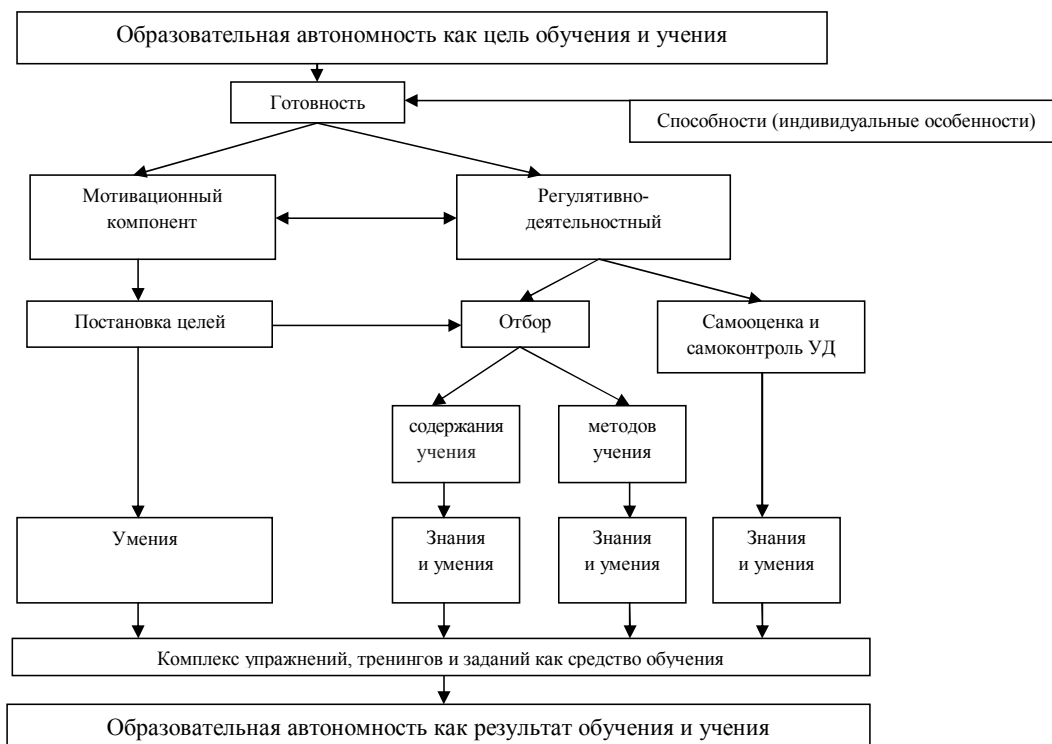 Образовательная автономность как цель обучения и учения
Готовность
Способности (индивидуальные особенности)
Мотивационный
компонент
Регулятивно-
деятельностный
Постановка целей
Отбор
Самооценка и
самоконтроль УД
содержания
учения
методов
учения
Умения
Знания
и умения
Знания
и умения
Знания
и умения
Комплекс упражнений, тренингов и заданий как средство обучения
Образовательная автономность как результат обучения и учения